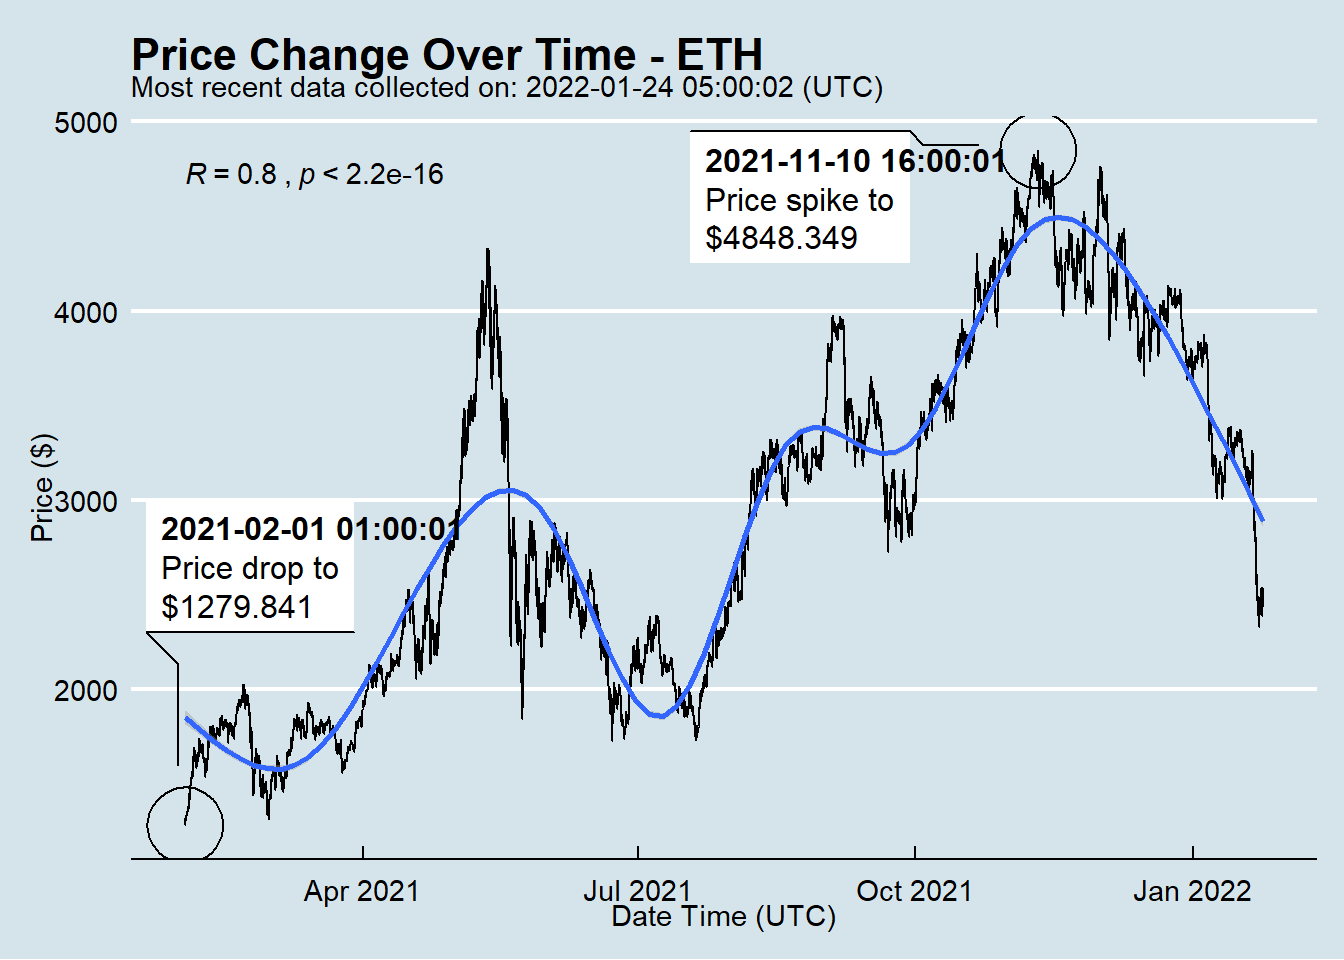 Price Change Over Time - ETH
Most recent data collected on: 2022-01-24 05:00:02 (UTC)
5000
4000
3000
2000
Price ($)
R = 0.8 , p < 2.2e-16
2021-11-10 16:00:01
Price spike to
$4848.349
2021-02-01 01:00:01
Price drop to
$1279.841
Apr 2021
Jul 2021
Oct 2021
Jan 2022
Date Time (UTC)